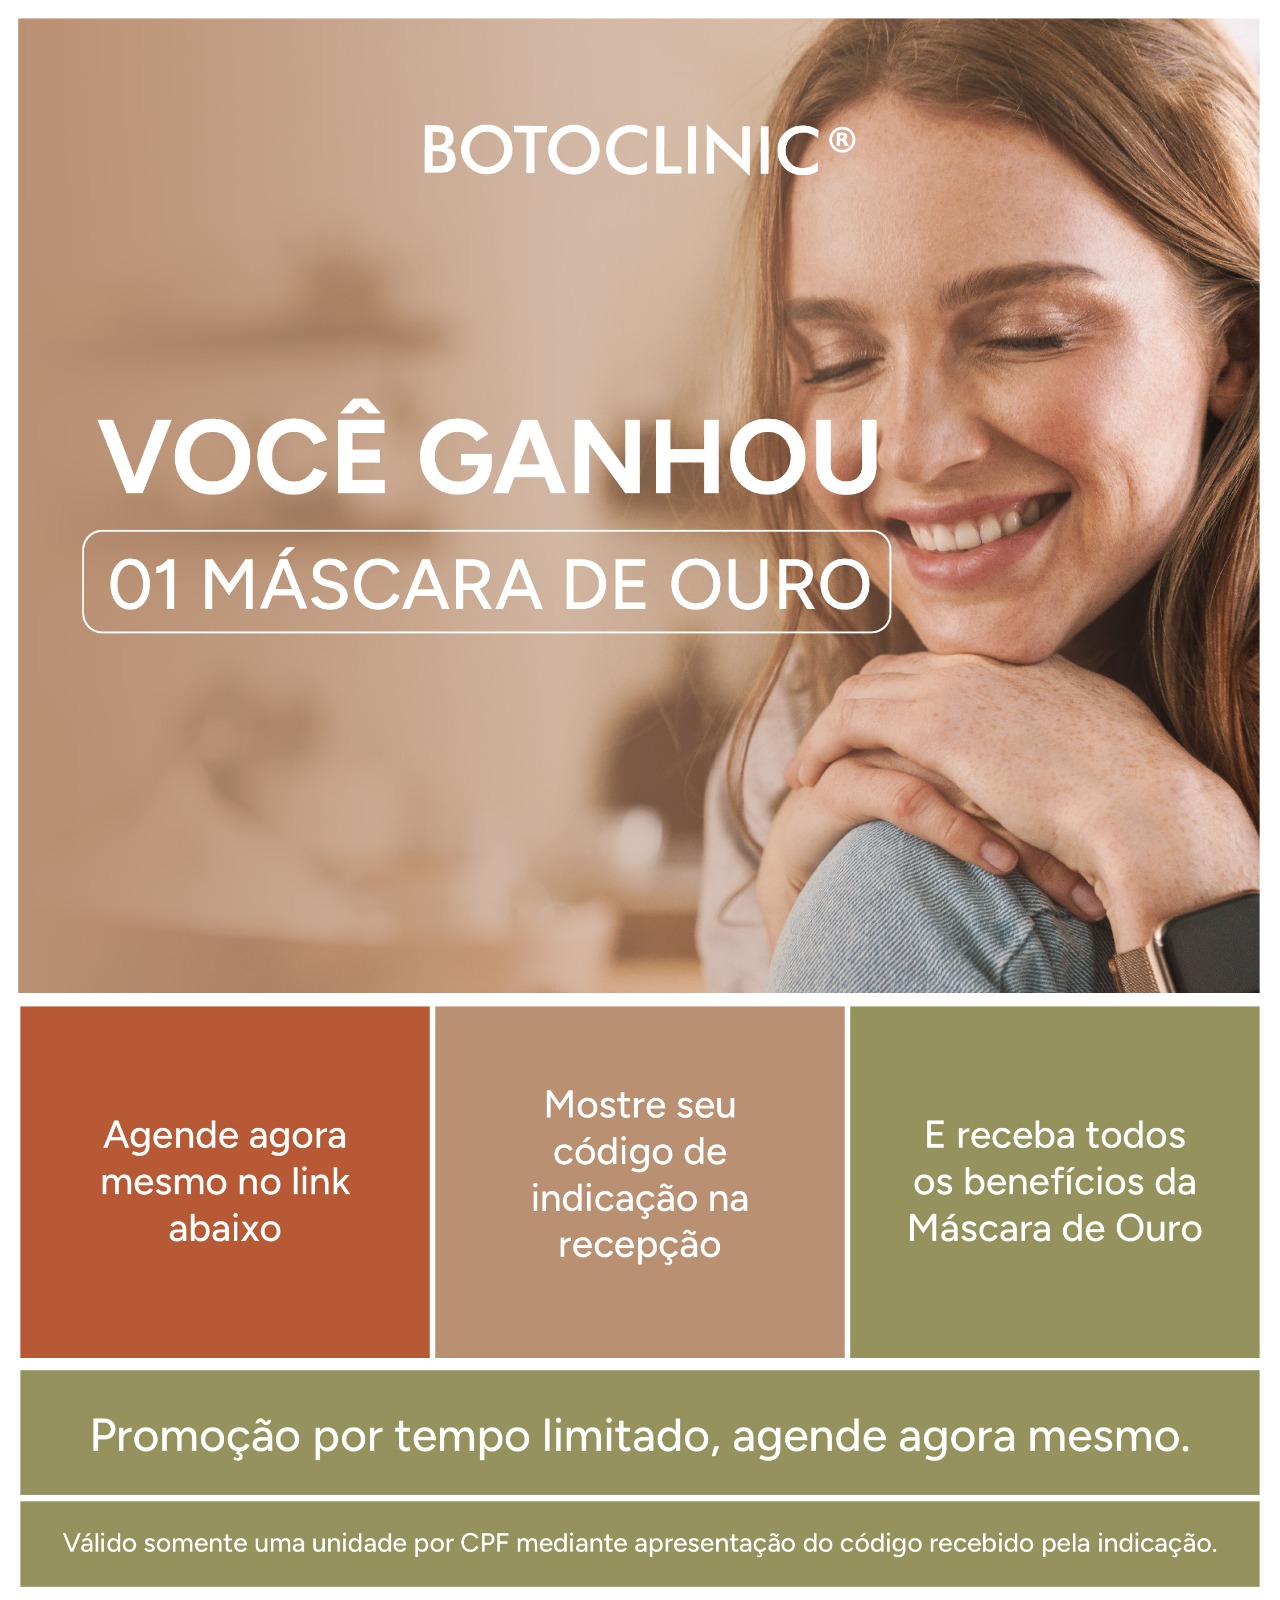 BOTOCLINIC®
VOCÊ GANHOU
01 MÁSCARA DE OURO
Agende agora
mesmo no link
abaixo
Mostre seu
código de
indicação na
recepção
E receba todos
os benefícios da
Máscara de Ouro
Promoção por tempo limitado, agende agora mesmo.
Válido somente uma unidade por CPF mediante apresentação do código recebido pela indicação.